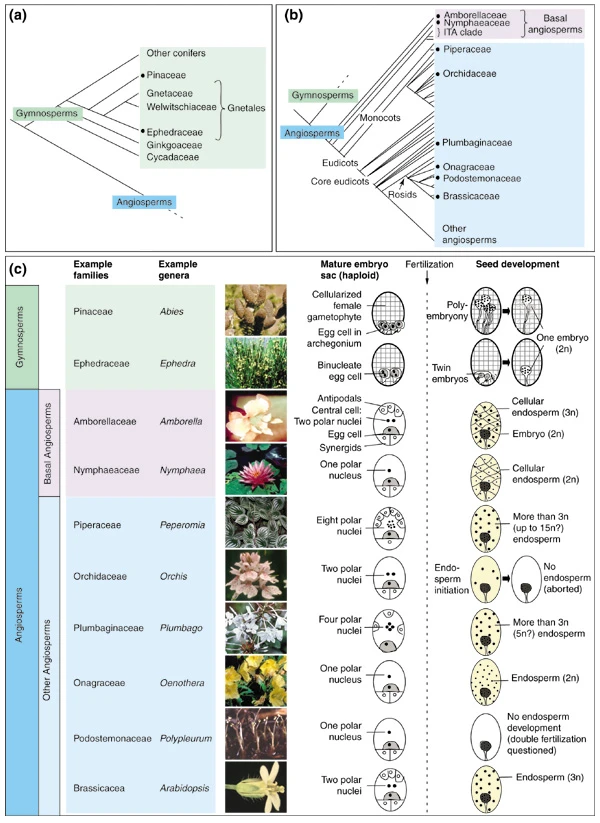 (a)
Other conifers
Pinaceae
Gnetaceae
Welwitschiaceae
Gnetales
Gymnosperms
Ephedraceae
Ginkgoaceae
Cycadaceae
Angiosperms
(b)
Amborellaceae
Nymphaeaceae
ITA clade
Basal
angiosperms
Piperaceae
Orchidaceae
Gymnosperms
Monocots
Angiosperms
Plumbaginaceae
Eudicots
Onagraceae
Core eudicots
Podostemonaceae
Rosids
Brassicaceae
Other
angiosperms
(c)
Example
families
Example
genera
Mature embryo
sac (haploid)
Fertilization
Seed development
Gymnosperms
Pinaceae
Abies
Cellularized
female
gametophyte
Egg cell in
archegonium
Poly-
embryony
One embryo
(2n)
Ephedraceae
Ephedra
Binucleate
egg cell
Twin
embryos
Angiosperms
Basal Angiosperms
Amborellaceae
Amborella
Antipodals
Central cell:
Two polar nuclei
Egg cell
Synergids
Cellular
endosperm (3n)
Embryo (2n)
Nymphaeaceae
Nymphaea
One polar
nucleus
Cellular
endosperm (2n)
Other Angiosperms
Piperaceae
Peperomia
Eight polar
nuclei
More than 3n
(up to 15n?)
endosperm
Orchidaceae
Orchis
Two polar
nuclei
Endo-
sperm
initiation
No
endosperm
(aborted)
Plumbaginaceae
Plumbago
Four polar
nuclei
More than 3n
(5n?) endosperm
Onagraceae
Oenothera
One polar
nucleus
Endosperm (2n)
Podostemonaceae
Polypleurum
One polar
nucleus
No endosperm
development
(double fertilization
questioned)
Brassicacea
Arabidopsis
Two polar
nuclei
Endosperm (3n)